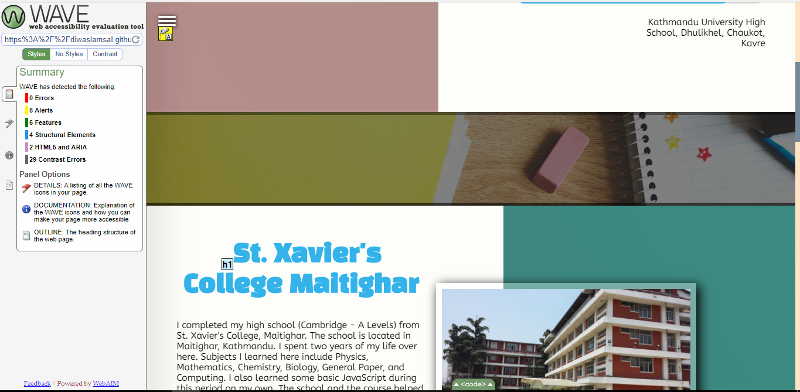 WAVE
web accessibility evaluation tool
https%3A%2F%2Fdiwaslamsal.githu
Styles No Styles Contrast
Summary
WAVE has detected the following:
0 Errors
8 Alerts
6 Features
4 Structural Elements
2 HTML5 and ARIA
29 Contrast Errors
Panel Options
DETAILS: A listing of all the WAVE
icons in your page.
DOCUMENTATION: Explanation of
the WAVE icons and how you can
make your page more accessible.
OUTLINE: The heading structure of
the web page.
Feedback | Powered by WebAIM
Kathmandu University High
School, Dhulikhel, Chaukot,
Kavre
h1
St. Xavier's
College Maitighar
I completed my high school (Cambridge - A Levels) from
St. Xavier's College, Maitighar. The school is located in
Maitighar, Kathmandu. I spent two years of my life over
here. Subjects I learned here include Physics,
Mathematics, Chemistry, Biology, General Paper, and
Computing. I also learned some basic JavaScript during
this period on my own. The school and the course helped
<code>